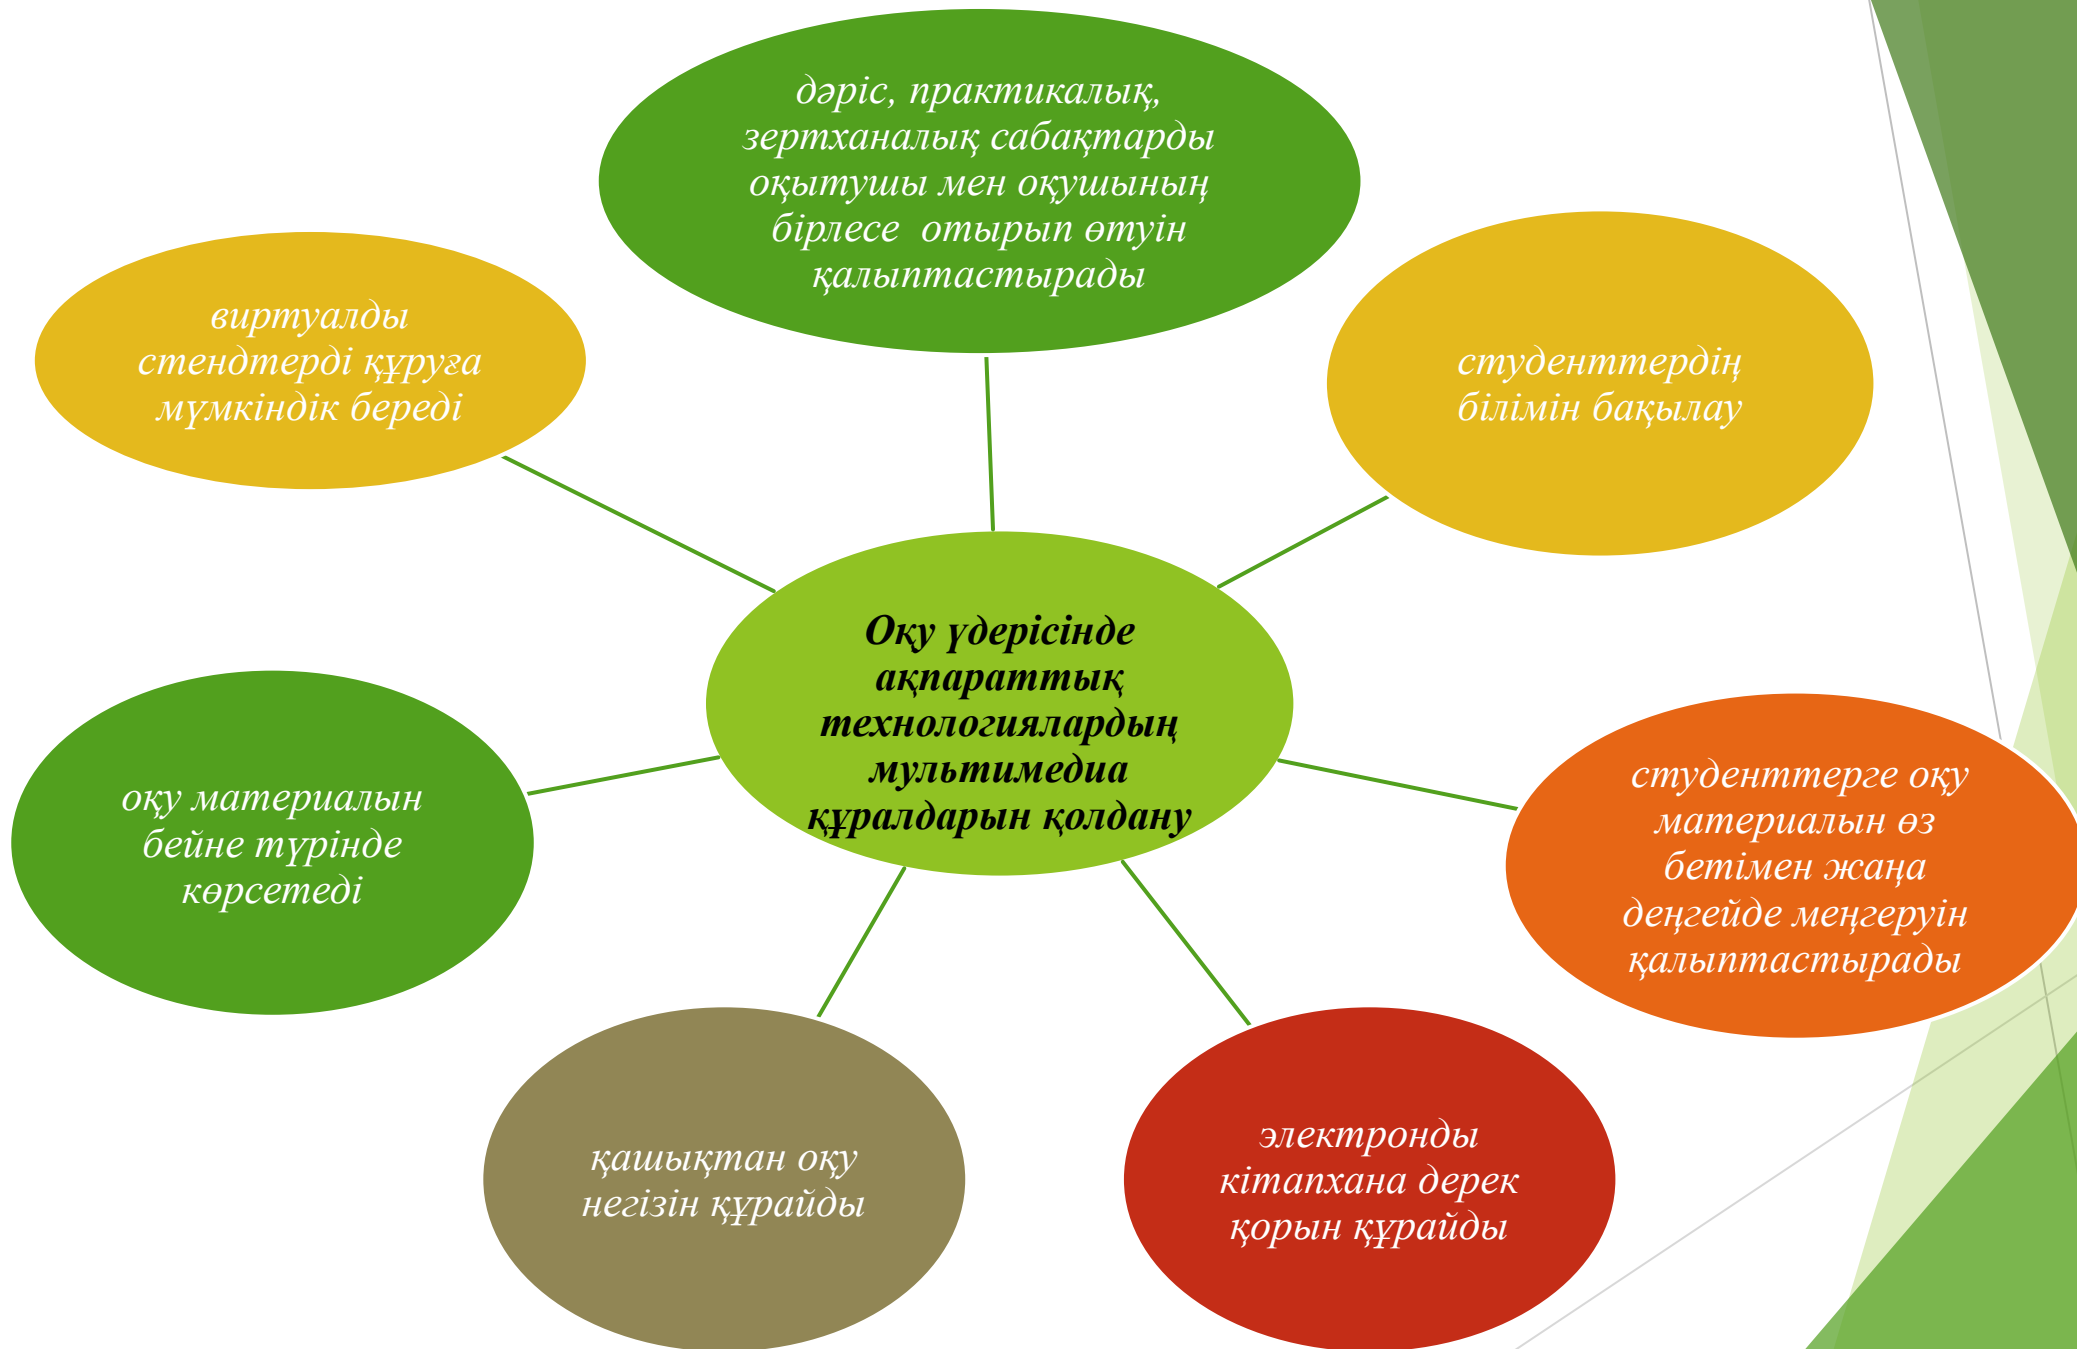 дәріс, практикалық,
зертханалық сабақтарды
оқытушы мен оқушының
бірлесе отырып өтуін
қалыптастырады
виртуалды
стендтерді құруға
мүмкіндік береді
студенттердің
білімін бақылау
Оқу үдерісінде
ақпараттық
технологиялардың
мультимедиа
құралдарын қолдану
студенттерге оқу
материалын өз
бетімен жаңа
деңгейде меңгеруін
қалыптастырады
оқу материалын
бейне түрінде
көрсетеді
қашықтан оқу
негізін құрайды
электронды
кітапхана дерек
қорын құрайды